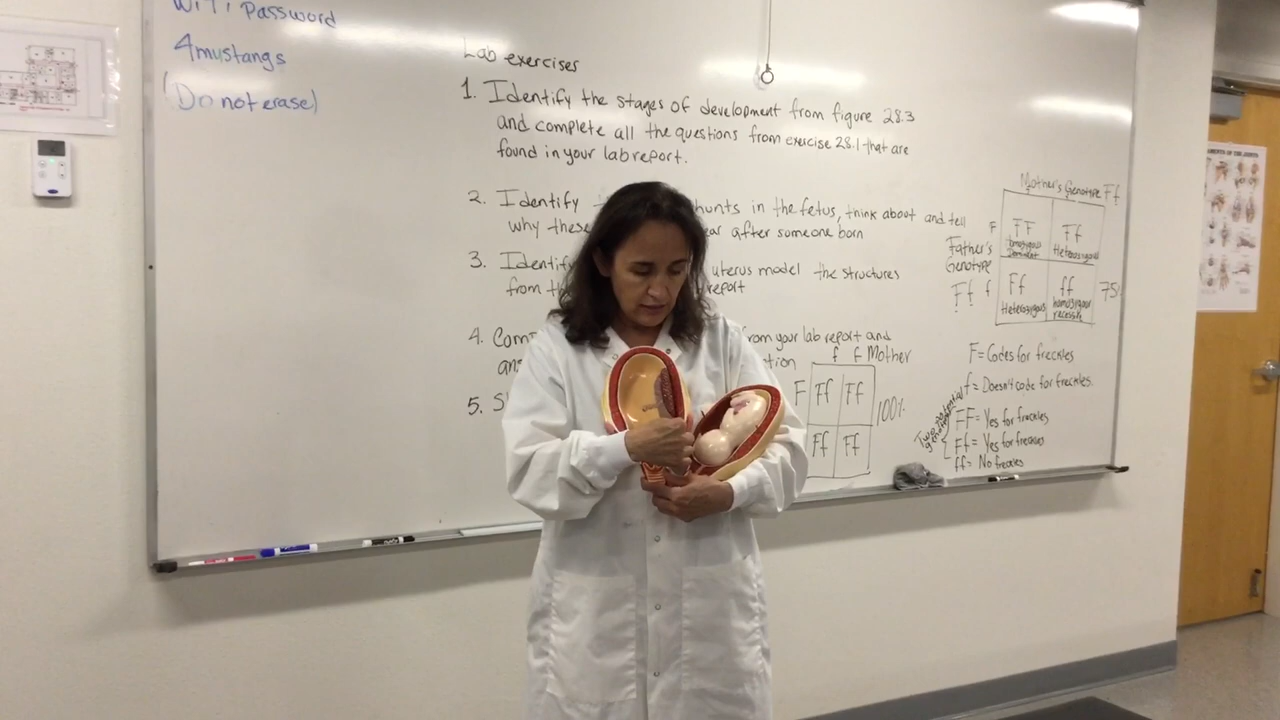 WiFi Password
4mustangs
(Do not erase)
Lab exercises
1. Identify the stages of development from figure 28.3
and complete all the questions from exercise 28.1 that are
found in your lab report.
2. Identify hunts in the fetus, think about and tell
why these ear after someone born
3. Identify uterus model the structures
from report
4. Com from your lab report and
ans tion
5. S
f f Mother
F Ff Ff
Ff Ff
100%
Mother's Genotype Ff
F
Father's
Genotype
Ff f
FF
Homozygous
Dominant
Ff
Heterozygous
Ff
Heterozygous
ff
homozygous
recessive
75%
F = Codes for freckles
f = Doesn't code for freckles.
FF = Yes for freckles
Ff = Yes for freckles
ff = No freckles